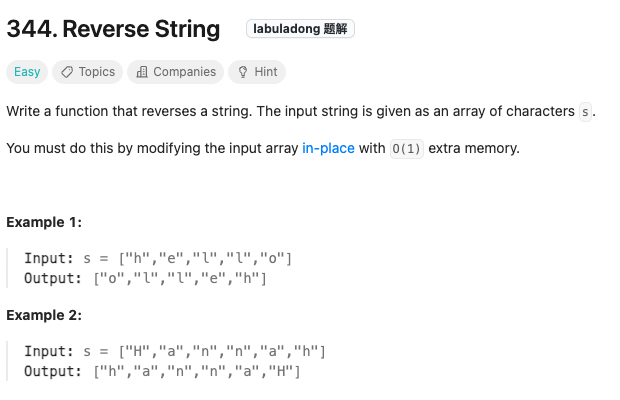 344. Reverse String labuladong 题解
Easy Topics Companies Hint
Write a function that reverses a string. The input string is given as an array of characters s.
You must do this by modifying the input array in-place with O(1) extra memory.
Example 1:
Input: s = ["h","e","l","l","o"]
Output: ["o","l","l","e","h"]
Example 2:
Input: s = ["H","a","n","n","a","h"]
Output: ["h","a","n","n","a","H"]